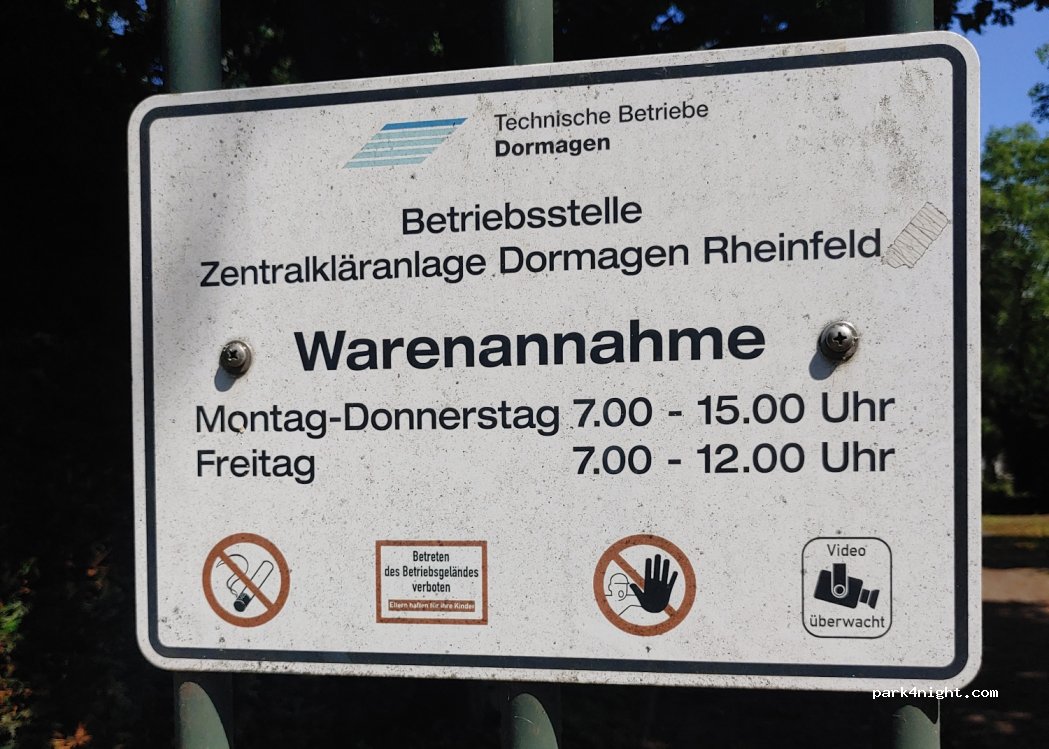 Technische Betriebe
Dormagen
Betriebsstelle
Zentralkläranlage Dormagen Rheinfeld
Warenannahme
Montag-Donnerstag 7.00 - 15.00 Uhr
Freitag 7.00 - 12.00 Uhr
Betreten
des Betriebsgeländes
verboten
Eltern haften für ihre Kinder
Video
überwacht
park4night.com